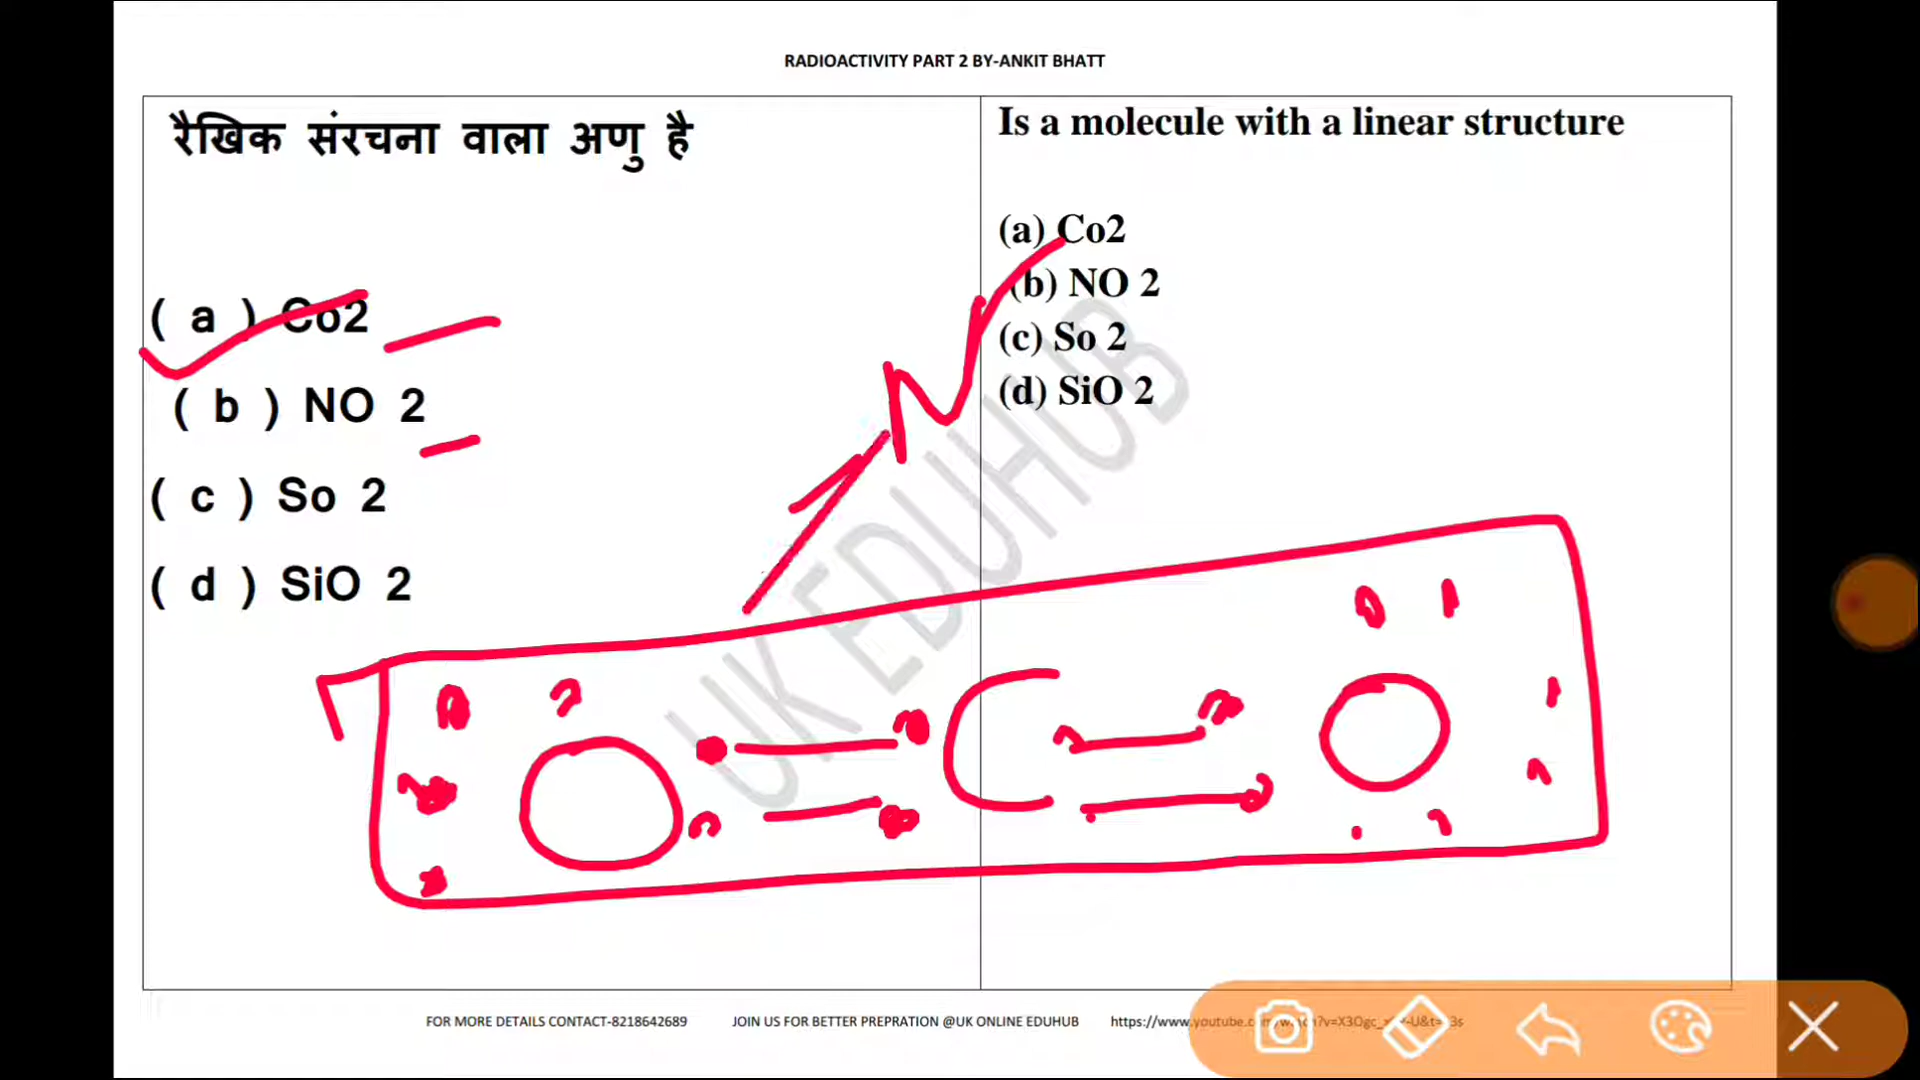 RADIOACTIVITY PART 2 BY-ANKIT BHATT
रैखिक संरचना वाला अणु है
( a ) Co2
( b ) NO 2
( c ) So 2
( d ) SiO 2
Is a molecule with a linear structure
(a) Co2
(b) NO 2
(c) So 2
(d) SiO 2
UK EDUHUB
C
FOR MORE DETAILS CONTACT-8218642689 JOIN US FOR BETTER PREPRATION @UK ONLINE EDUHUB